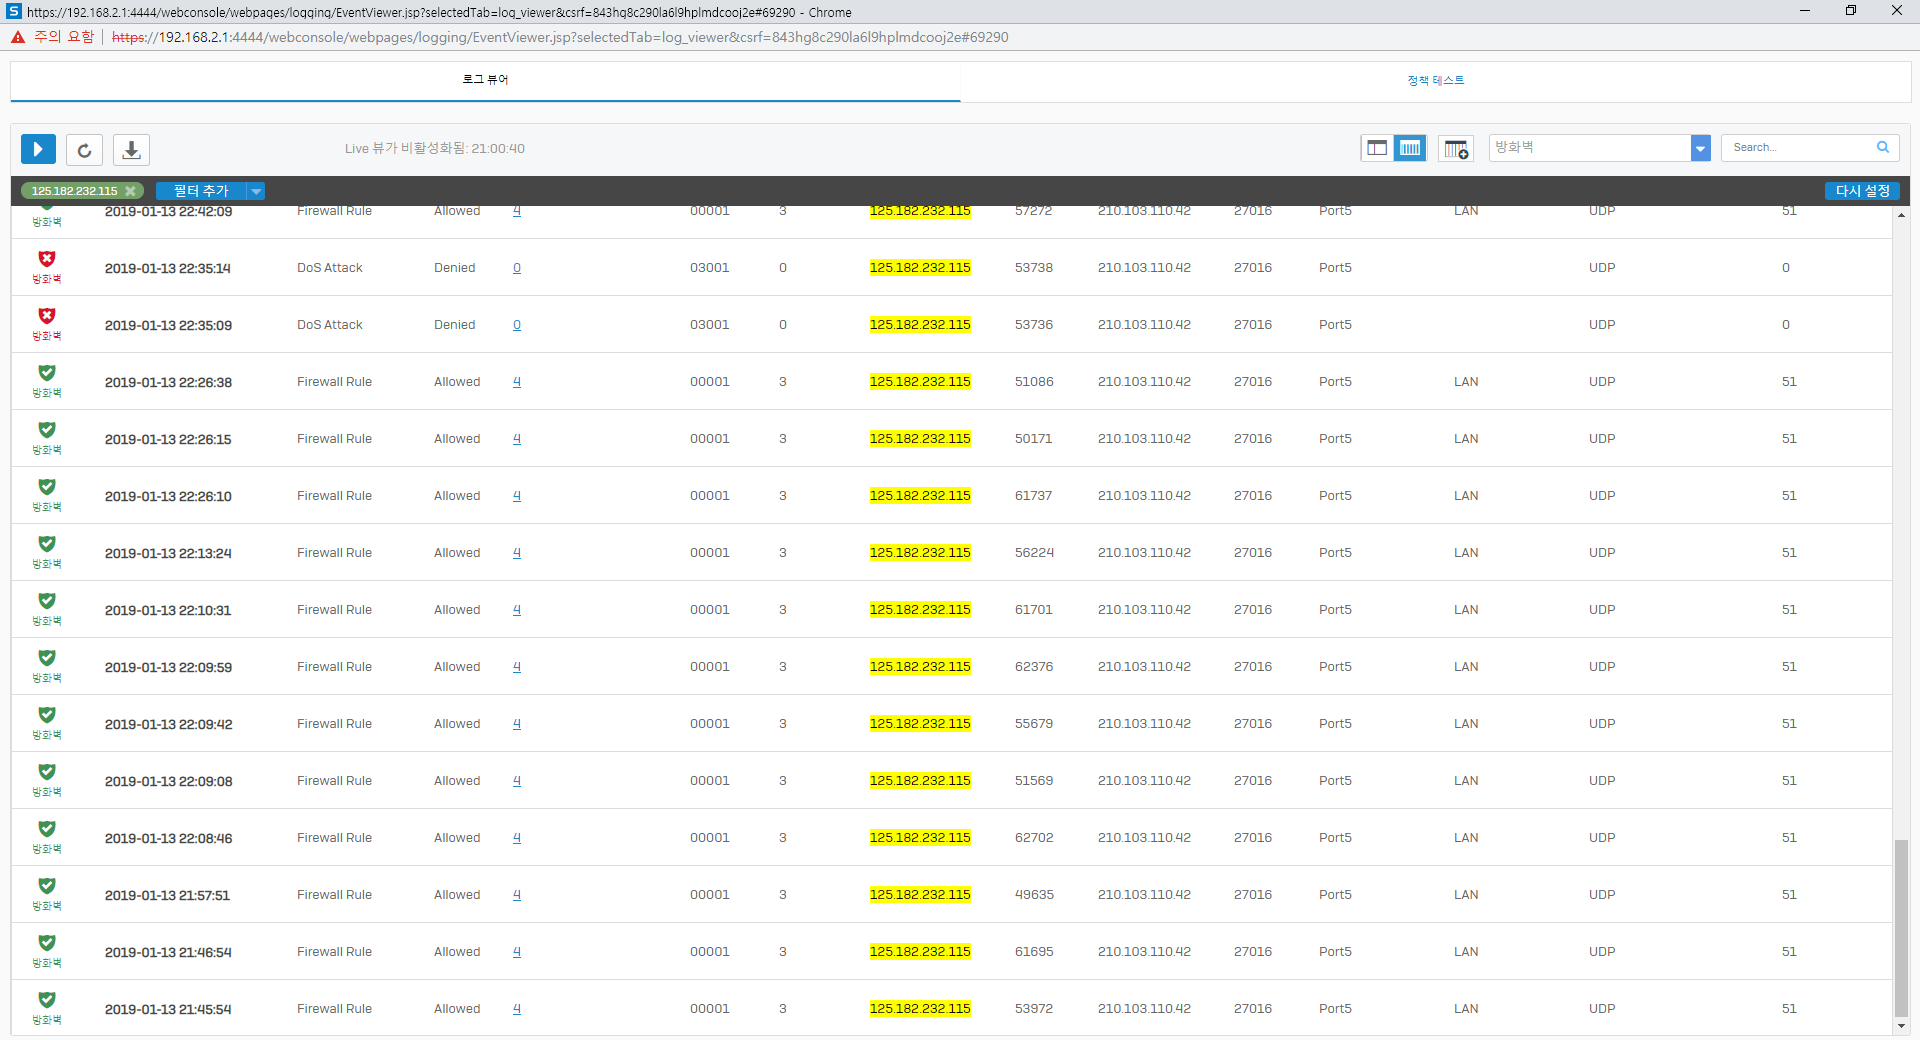 https://192.168.2.1:4444/webconsole/webpages/logging/EventViewer.jsp?selectedTab=log_viewer&csrf=843hg8c290la6l9hplmdcooj2e#69290 - Chrome
주의 요함 | https://192.168.2.1:4444/webconsole/webpages/logging/EventViewer.jsp?selectedTab=log_viewer&csrf=843hg8c290la6l9hplmdcooj2e#69290
로그 뷰어 정책 테스트
Live 뷰가 비활성화됨: 21:00:40 방화벽 Search...
125.182.232.115 필터 추가 다시 설정
2019-01-13 22:42:09 Firewall Rule Allowed 4 00001 3 125.182.232.115 57272 210.103.110.42 27016 Port5 LAN UDP 51
방화벽
2019-01-13 22:35:14 DoS Attack Denied 0 03001 0 125.182.232.115 53738 210.103.110.42 27016 Port5 UDP 0
방화벽
2019-01-13 22:35:09 DoS Attack Denied 0 03001 0 125.182.232.115 53736 210.103.110.42 27016 Port5 UDP 0
방화벽
2019-01-13 22:26:38 Firewall Rule Allowed 4 00001 3 125.182.232.115 51086 210.103.110.42 27016 Port5 LAN UDP 51
방화벽
2019-01-13 22:26:15 Firewall Rule Allowed 4 00001 3 125.182.232.115 50171 210.103.110.42 27016 Port5 LAN UDP 51
방화벽
2019-01-13 22:26:10 Firewall Rule Allowed 4 00001 3 125.182.232.115 61737 210.103.110.42 27016 Port5 LAN UDP 51
방화벽
2019-01-13 22:13:24 Firewall Rule Allowed 4 00001 3 125.182.232.115 56224 210.103.110.42 27016 Port5 LAN UDP 51
방화벽
2019-01-13 22:10:31 Firewall Rule Allowed 4 00001 3 125.182.232.115 61701 210.103.110.42 27016 Port5 LAN UDP 51
방화벽
2019-01-13 22:09:59 Firewall Rule Allowed 4 00001 3 125.182.232.115 62376 210.103.110.42 27016 Port5 LAN UDP 51
방화벽
2019-01-13 22:09:42 Firewall Rule Allowed 4 00001 3 125.182.232.115 55679 210.103.110.42 27016 Port5 LAN UDP 51
방화벽
2019-01-13 22:09:08 Firewall Rule Allowed 4 00001 3 125.182.232.115 51569 210.103.110.42 27016 Port5 LAN UDP 51
방화벽
2019-01-13 22:08:46 Firewall Rule Allowed 4 00001 3 125.182.232.115 62702 210.103.110.42 27016 Port5 LAN UDP 51
방화벽
2019-01-13 21:57:51 Firewall Rule Allowed 4 00001 3 125.182.232.115 49635 210.103.110.42 27016 Port5 LAN UDP 51
방화벽
2019-01-13 21:46:54 Firewall Rule Allowed 4 00001 3 125.182.232.115 61695 210.103.110.42 27016 Port5 LAN UDP 51
방화벽
2019-01-13 21:45:54 Firewall Rule Allowed 4 00001 3 125.182.232.115 53972 210.103.110.42 27016 Port5 LAN UDP 51
방화벽